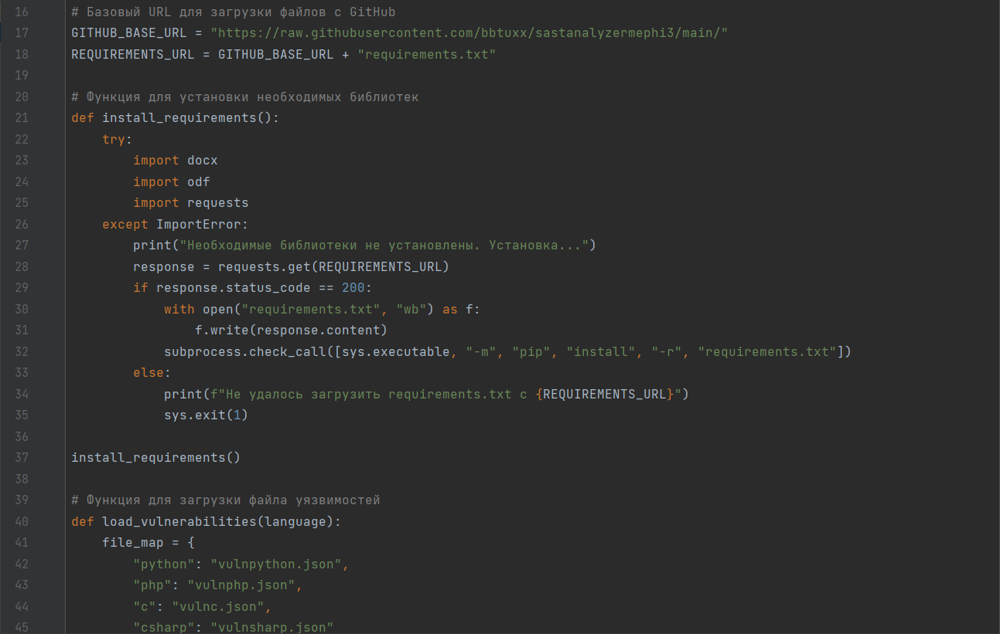 16 # Базовый URL для загрузки файлов с GitHub
17 GITHUB_BASE_URL = "https://raw.githubusercontent.com/bbtuxx/sastanalyzermephi3/main/"
18 REQUIREMENTS_URL = GITHUB_BASE_URL + "requirements.txt"
19
20 # Функция для установки необходимых библиотек
21 def install_requirements():
22     try:
23         import docx
24         import odf
25         import requests
26     except ImportError:
27         print("Необходимые библиотеки не установлены. Установка...")
28         response = requests.get(REQUIREMENTS_URL)
29         if response.status_code == 200:
30             with open("requirements.txt", "wb") as f:
31                 f.write(response.content)
32             subprocess.check_call([sys.executable, "-m", "pip", "install", "-r", "requirements.txt"])
33         else:
34             print(f"Не удалось загрузить requirements.txt с {REQUIREMENTS_URL}")
35             sys.exit(1)
36
37 install_requirements()
38
39 # Функция для загрузки файла уязвимостей
40 def load_vulnerabilities(language):
41     file_map = {
42         "python": "vulnpython.json",
43         "php": "vulnphp.json",
44         "c": "vulnc.json",
45         "csharp": "vulnsharp.json"